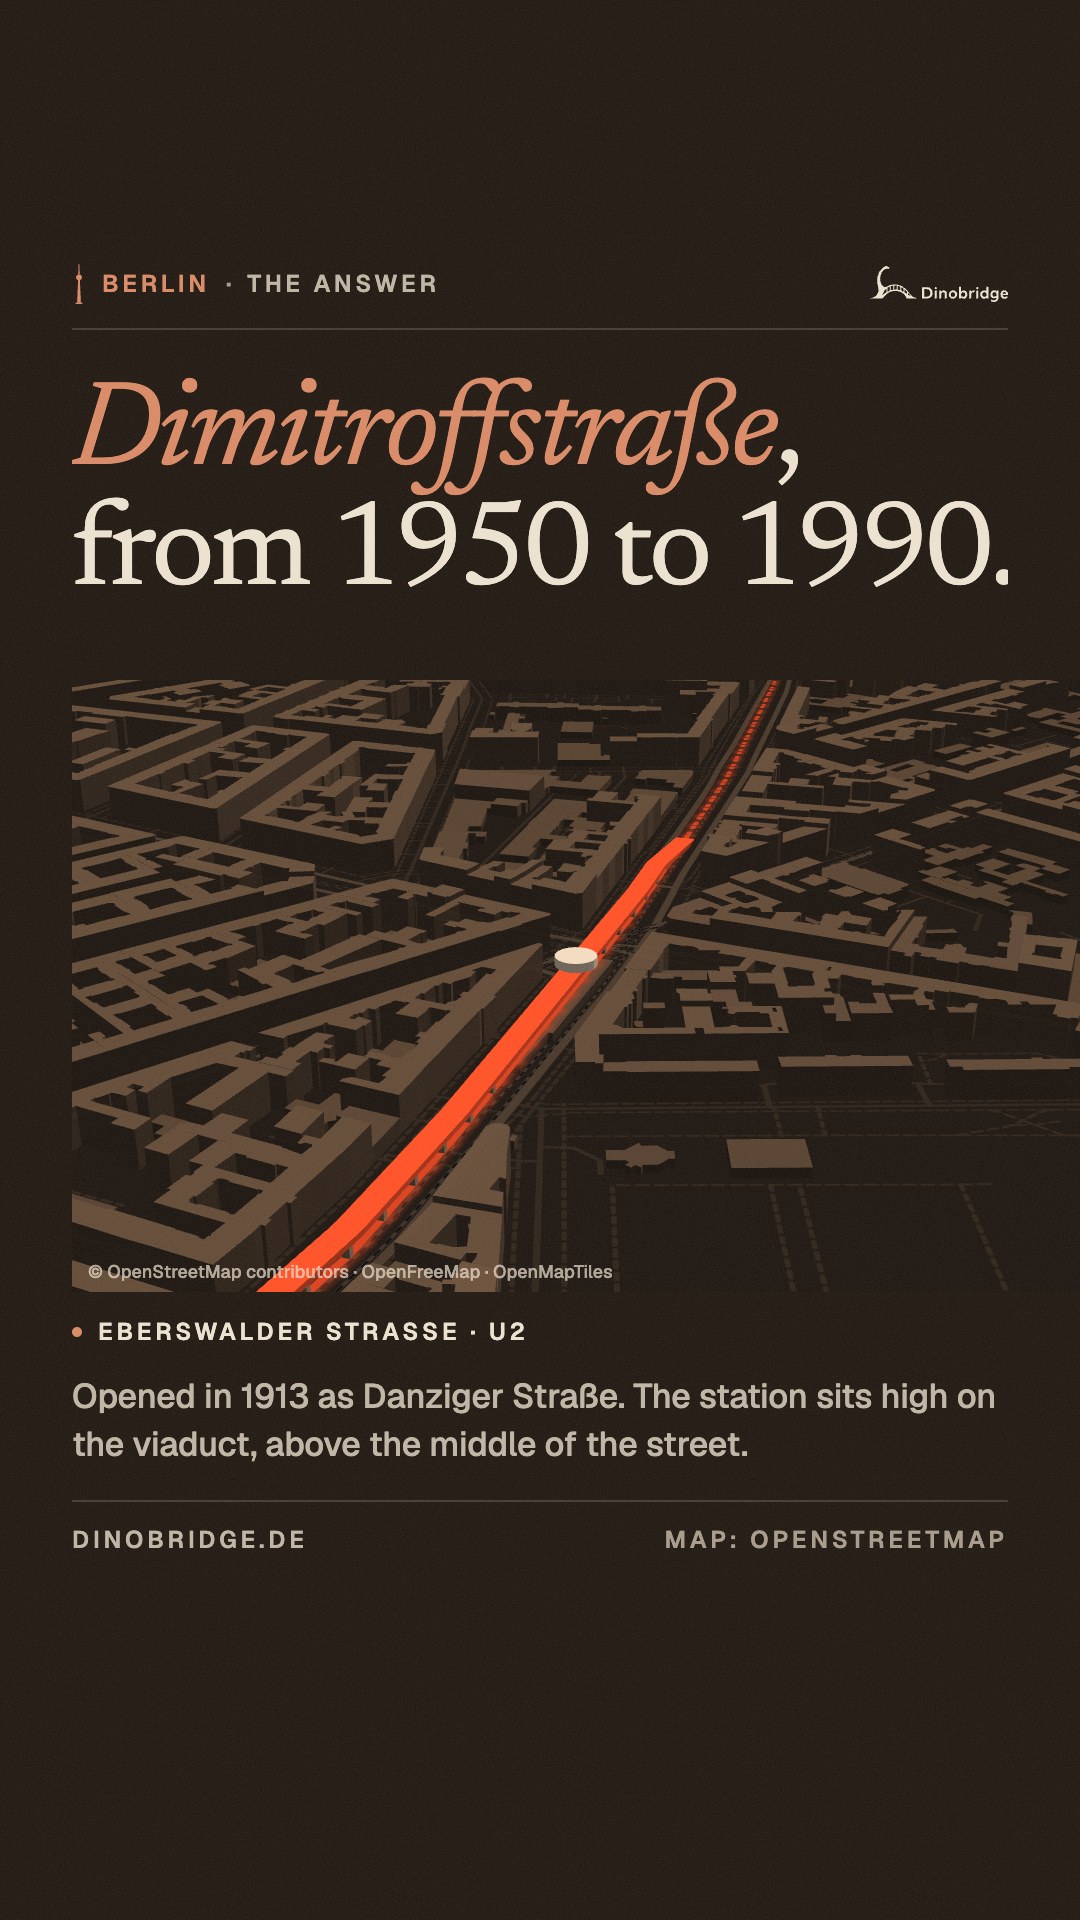 BERLIN · THE ANSWER
Dinobridge
Dimitroffstraße,
from 1950 to 1990.
© OpenStreetMap contributors · OpenFreeMap · OpenMapTiles
EBERSWALDER STRASSE · U2
Opened in 1913 as Danziger Straße. The station sits high on
the viaduct, above the middle of the street.
DINOBRIDGE.DE
MAP: OPENSTREETMAP